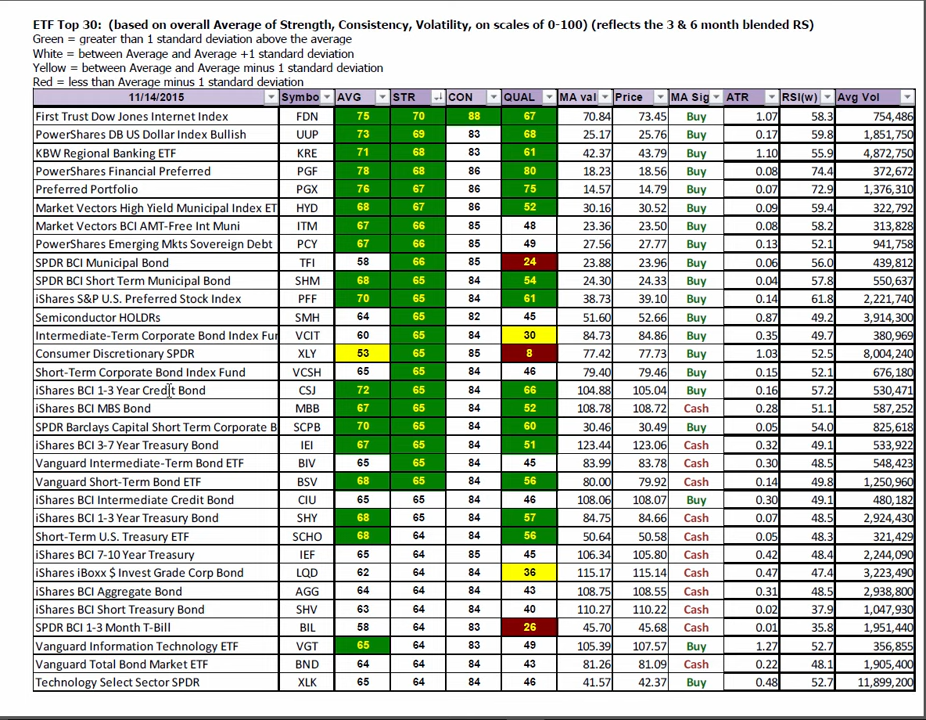 ETF Top 30: (based on overall Average of Strength, Consistency, Volatility, on scales of 0-100) (reflects the 3 & 6 month blended RS)
Green = greater than 1 standard deviation above the average
White = between Average and Average +1 standard deviation
Yellow = between Average and Average minus 1 standard deviation
Red = less than Average minus 1 standard deviation
11/14/2015 Symbo AVG STR CON QUAL MA val Price MA Sig ATR RSI(w) Avg Vol
First Trust Dow Jones Internet Index FDN 75 70 88 67 70.84 73.45 Buy 1.07 58.3 754,486
PowerShares DB US Dollar Index Bullish UUP 73 69 83 68 25.17 25.76 Buy 0.17 59.8 1,851,750
KBW Regional Banking ETF KRE 71 68 83 61 42.37 43.79 Buy 1.10 55.9 4,872,750
PowerShares Financial Preferred PGF 78 68 86 80 18.23 18.56 Buy 0.08 74.4 372,672
Preferred Portfolio PGX 76 67 86 75 14.57 14.79 Buy 0.07 72.9 1,376,310
Market Vectors High Yield Municipal Index ET HYD 68 67 86 52 30.16 30.52 Buy 0.09 59.4 322,792
Market Vectors BCI AMT-Free Int Muni ITM 67 66 85 48 23.36 23.50 Buy 0.08 58.2 313,828
PowerShares Emerging Mkts Sovereign Debt PCY 67 66 85 49 27.56 27.77 Buy 0.13 52.1 941,758
SPDR BCI Municipal Bond TFI 58 66 85 24 23.88 23.96 Buy 0.06 56.0 439,812
SPDR BCI Short Term Municipal Bond SHM 68 65 84 54 24.30 24.33 Buy 0.04 57.8 550,637
iShares S&P U.S. Preferred Stock Index PFF 70 65 84 61 38.73 39.10 Buy 0.14 61.8 2,221,740
Semiconductor HOLDRs SMH 64 65 82 45 51.60 52.66 Buy 0.87 49.2 3,914,300
Intermediate-Term Corporate Bond Index Fur VCIT 60 65 84 30 84.73 84.86 Buy 0.35 49.7 380,969
Consumer Discretionary SPDR XLY 53 65 85 8 77.42 77.73 Buy 1.03 52.5 8,004,240
Short-Term Corporate Bond Index Fund VCSH 65 65 84 46 79.40 79.46 Buy 0.15 52.1 676,180
iShares BCI 1-3 Year Credit Bond CSJ 72 65 84 66 104.88 105.04 Buy 0.16 57.2 530,471
iShares BCI MBS Bond MBB 67 65 84 52 108.78 108.72 Cash 0.28 51.1 587,252
SPDR Barclays Capital Short Term Corporate B SCPB 70 65 84 60 30.46 30.49 Buy 0.05 54.0 825,618
iShares BCI 3-7 Year Treasury Bond IEI 67 65 84 51 123.44 123.06 Cash 0.32 49.1 533,922
Vanguard Intermediate-Term Bond ETF BIV 65 65 84 45 83.99 83.78 Cash 0.30 48.5 548,423
Vanguard Short-Term Bond ETF BSV 68 65 84 56 80.00 79.92 Cash 0.14 49.8 1,250,960
iShares BCI Intermediate Credit Bond CIU 65 65 84 46 108.06 108.07 Buy 0.30 49.1 480,182
iShares BCI 1-3 Year Treasury Bond SHY 68 65 84 57 84.75 84.66 Cash 0.07 48.5 2,924,430
Short-Term U.S. Treasury ETF SCHO 68 64 84 56 50.64 50.58 Cash 0.05 48.3 321,429
iShares BCI 7-10 Year Treasury IEF 65 64 84 45 106.34 105.80 Cash 0.42 48.4 2,244,090
iShares iBoxx $ Invest Grade Corp Bond LQD 62 64 84 36 115.17 115.14 Cash 0.47 47.4 3,223,490
iShares BCI Aggregate Bond AGG 64 64 84 43 108.75 108.55 Cash 0.31 48.5 2,938,800
iShares BCI Short Treasury Bond SHV 63 64 84 40 110.27 110.22 Cash 0.02 37.9 1,047,930
SPDR BCI 1-3 Month T-Bill BIL 58 64 83 26 45.70 45.68 Cash 0.01 35.8 1,951,440
Vanguard Information Technology ETF VGT 65 64 83 49 105.39 107.57 Buy 1.27 52.7 356,855
Vanguard Total Bond Market ETF BND 64 64 84 43 81.26 81.09 Cash 0.22 48.1 1,905,400
Technology Select Sector SPDR XLK 65 64 84 46 41.57 42.37 Buy 0.48 52.7 11,899,200